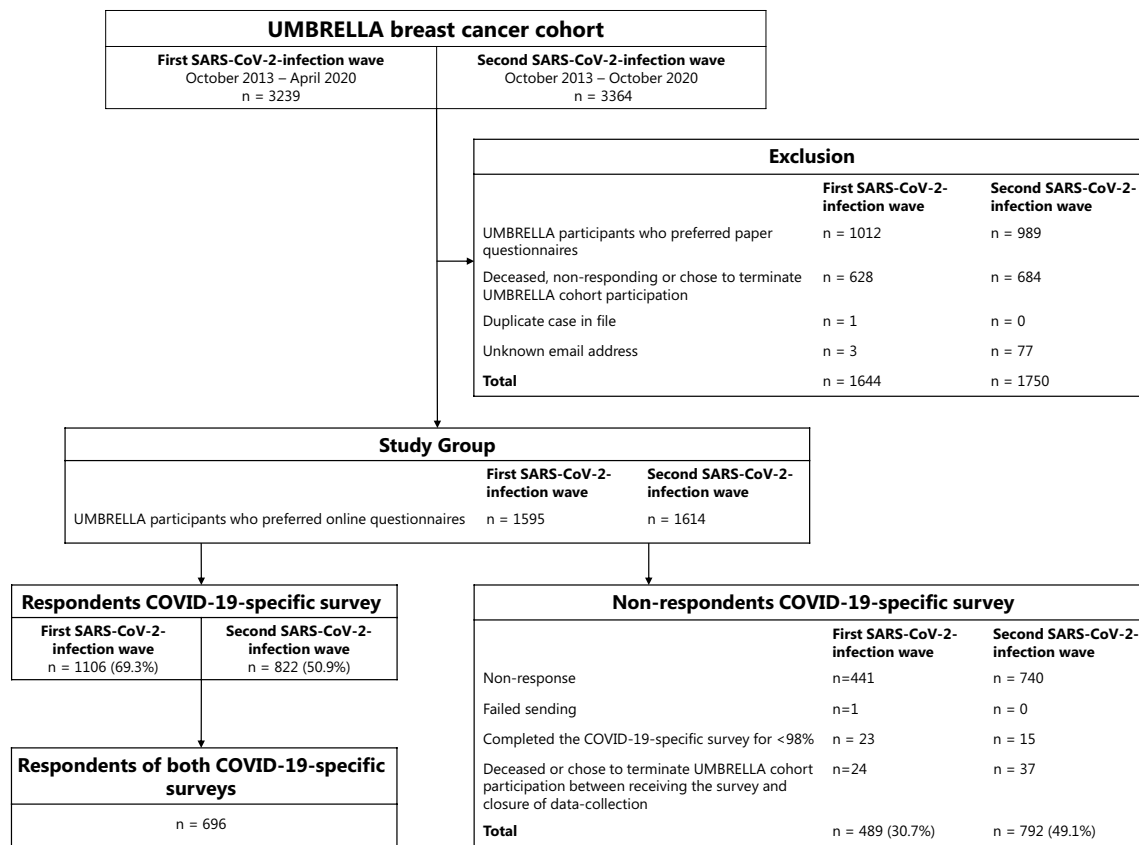 UMBRELLA breast cancer cohort
First SARS-CoV-2-infection wave
October 2013 – April 2020
n = 3239
Second SARS-CoV-2-infection wave
October 2013 – October 2020
n = 3364
Exclusion
First SARS-CoV-2-
infection wave
Second SARS-CoV-2-
infection wave
UMBRELLA participants who preferred paper
questionnaires
n = 1012
n = 989
Deceased, non-responding or chose to terminate
UMBRELLA cohort participation
n = 628
n = 684
Duplicate case in file
n = 1
n = 0
Unknown email address
n = 3
n = 77
Total
n = 1644
n = 1750
Study Group
First SARS-CoV-2-
infection wave
Second SARS-CoV-2-
infection wave
UMBRELLA participants who preferred online questionnaires
n = 1595
n = 1614
Respondents COVID-19-specific survey
First SARS-CoV-2-
infection wave
n = 1106 (69.3%)
Second SARS-CoV-2-
infection wave
n = 822 (50.9%)
Respondents of both COVID-19-specific
surveys
n = 696
Non-respondents COVID-19-specific survey
First SARS-CoV-2-
infection wave
Second SARS-CoV-2-
infection wave
Non-response
n=441
n = 740
Failed sending
n=1
n = 0
Completed the COVID-19-specific survey for <98%
n = 23
n = 15
Deceased or chose to terminate UMBRELLA cohort
participation between receiving the survey and
closure of data-collection
n=24
n = 37
Total
n = 489 (30.7%)
n = 792 (49.1%)